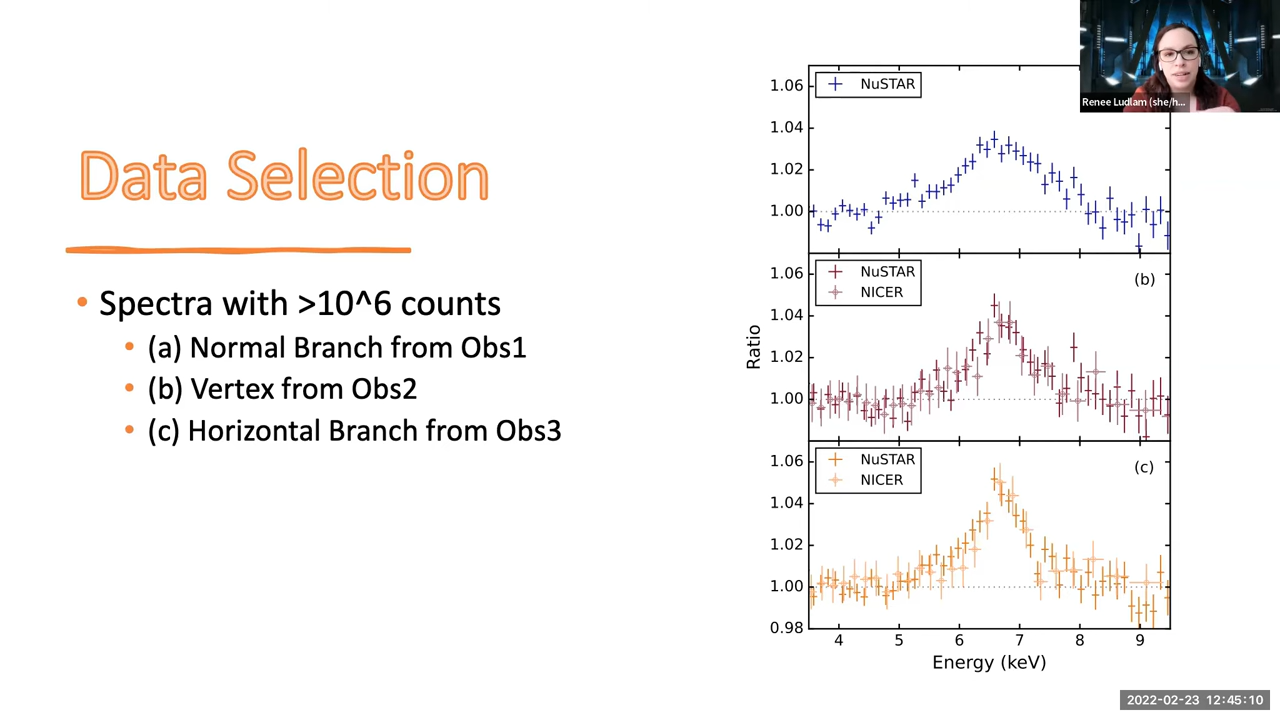 Data Selection
• Spectra with >10^6 counts
• (a) Normal Branch from Obs1
• (b) Vertex from Obs2
• (c) Horizontal Branch from Obs3
Renee Ludlam (she/h...
NuSTAR
1.06
1.04
1.02
1.00
NuSTAR
NICER
(b)
1.06
1.04
1.02
1.00
Ratio
NuSTAR
NICER
(c)
1.06
1.04
1.02
1.00
0.98
4 5 6 7 8 9
Energy (keV)
2022-02-23 12:45:10